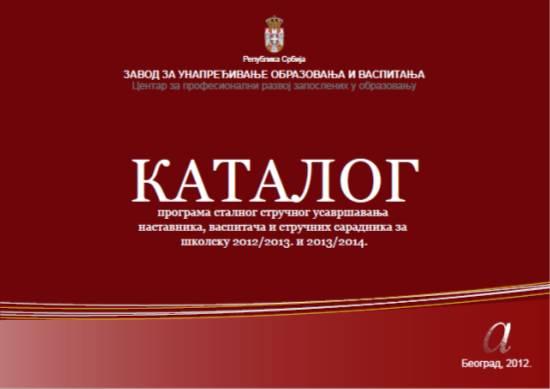 Република Србија
ЗАВОД ЗА УНАПРЕЂИВАЊЕ ОБРАЗОВАЊА И ВАСПИТАЊА
Центар за професионални развој запослених у образовању
КАТАЛОГ
програма сталног стручног усавршавања
наставника, васпитача и стручних сарадника за
школску 2012/2013. и 2013/2014.
a
Београд, 2012.